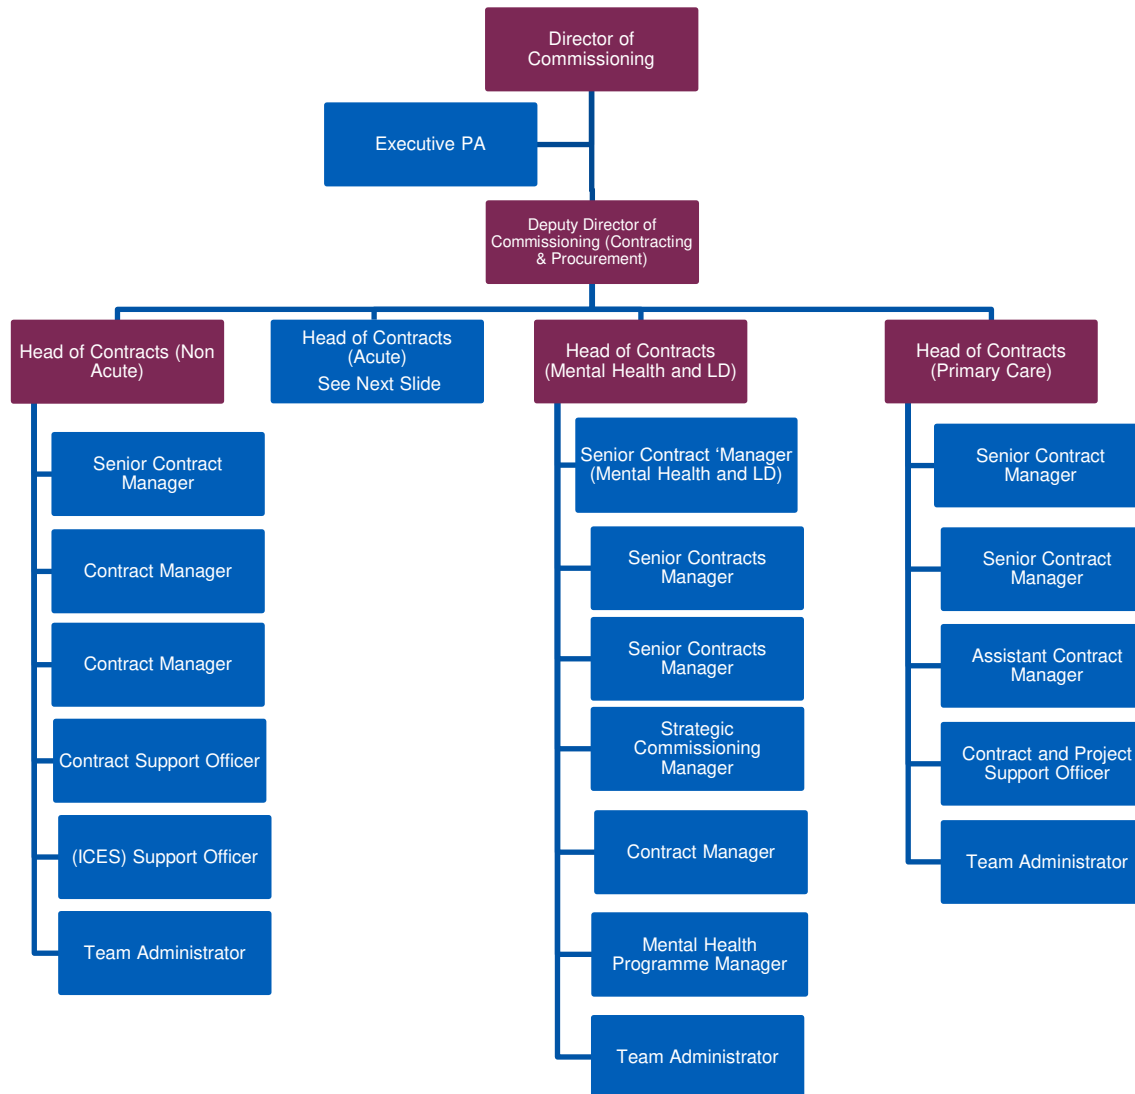 Director of
Commissioning
Executive PA
Deputy Director of
Commissioning (Contracting
& Procurement)
Head of Contracts (Non
Acute)
Head of Contracts
(Acute)
See Next Slide
Head of Contracts
(Mental Health and LD)
Head of Contracts
(Primary Care)
Senior Contract
Manager
Contract Manager
Contract Manager
Contract Support Officer
(ICES) Support Officer
Team Administrator
Senior Contract ‘Manager
(Mental Health and LD)
Senior Contracts
Manager
Senior Contracts
Manager
Strategic
Commissioning
Manager
Contract Manager
Mental Health
Programme Manager
Team Administrator
Senior Contract
Manager
Senior Contract
Manager
Assistant Contract
Manager
Contract and Project
Support Officer
Team Administrator